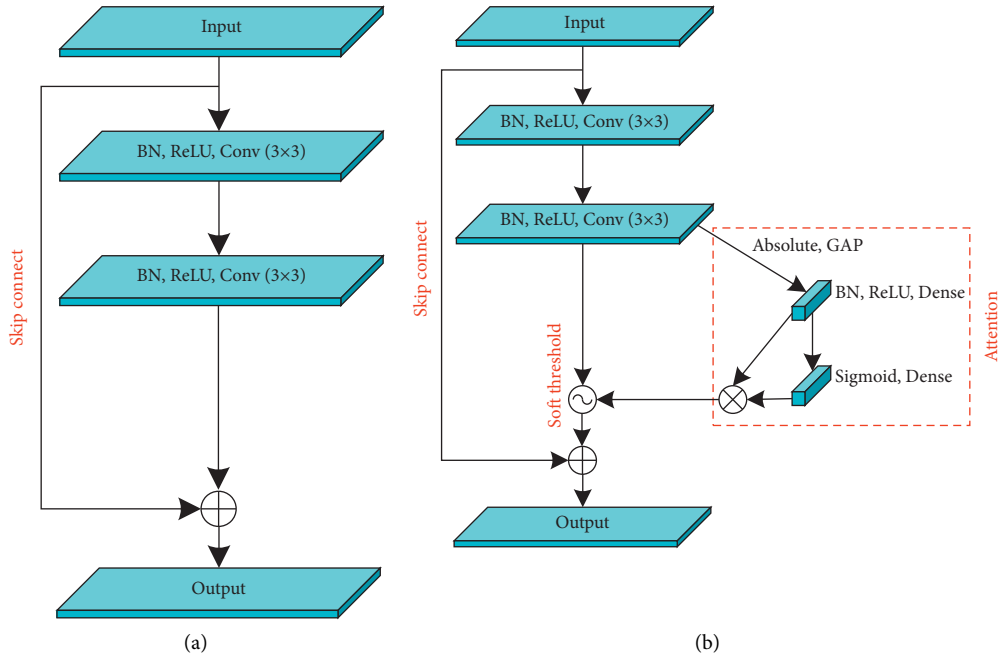 Input
BN, ReLU, Conv (3×3)
BN, ReLU, Conv (3×3)
Skip connect
Output
(a)
Input
BN, ReLU, Conv (3×3)
BN, ReLU, Conv (3×3)
Skip connect
Absolute, GAP
BN, ReLU, Dense
Sigmoid, Dense
Attention
Soft threshold
Output
(b)